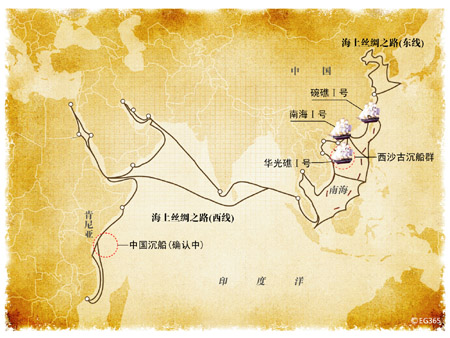 海上丝绸之路(东线)
中国
碗礁Ⅰ号
南海Ⅰ号
华光礁Ⅰ号
西沙古沉船群
南海
海上丝绸之路(西线)
肯尼亚
中国沉船(确认中)
印度洋
©EG365